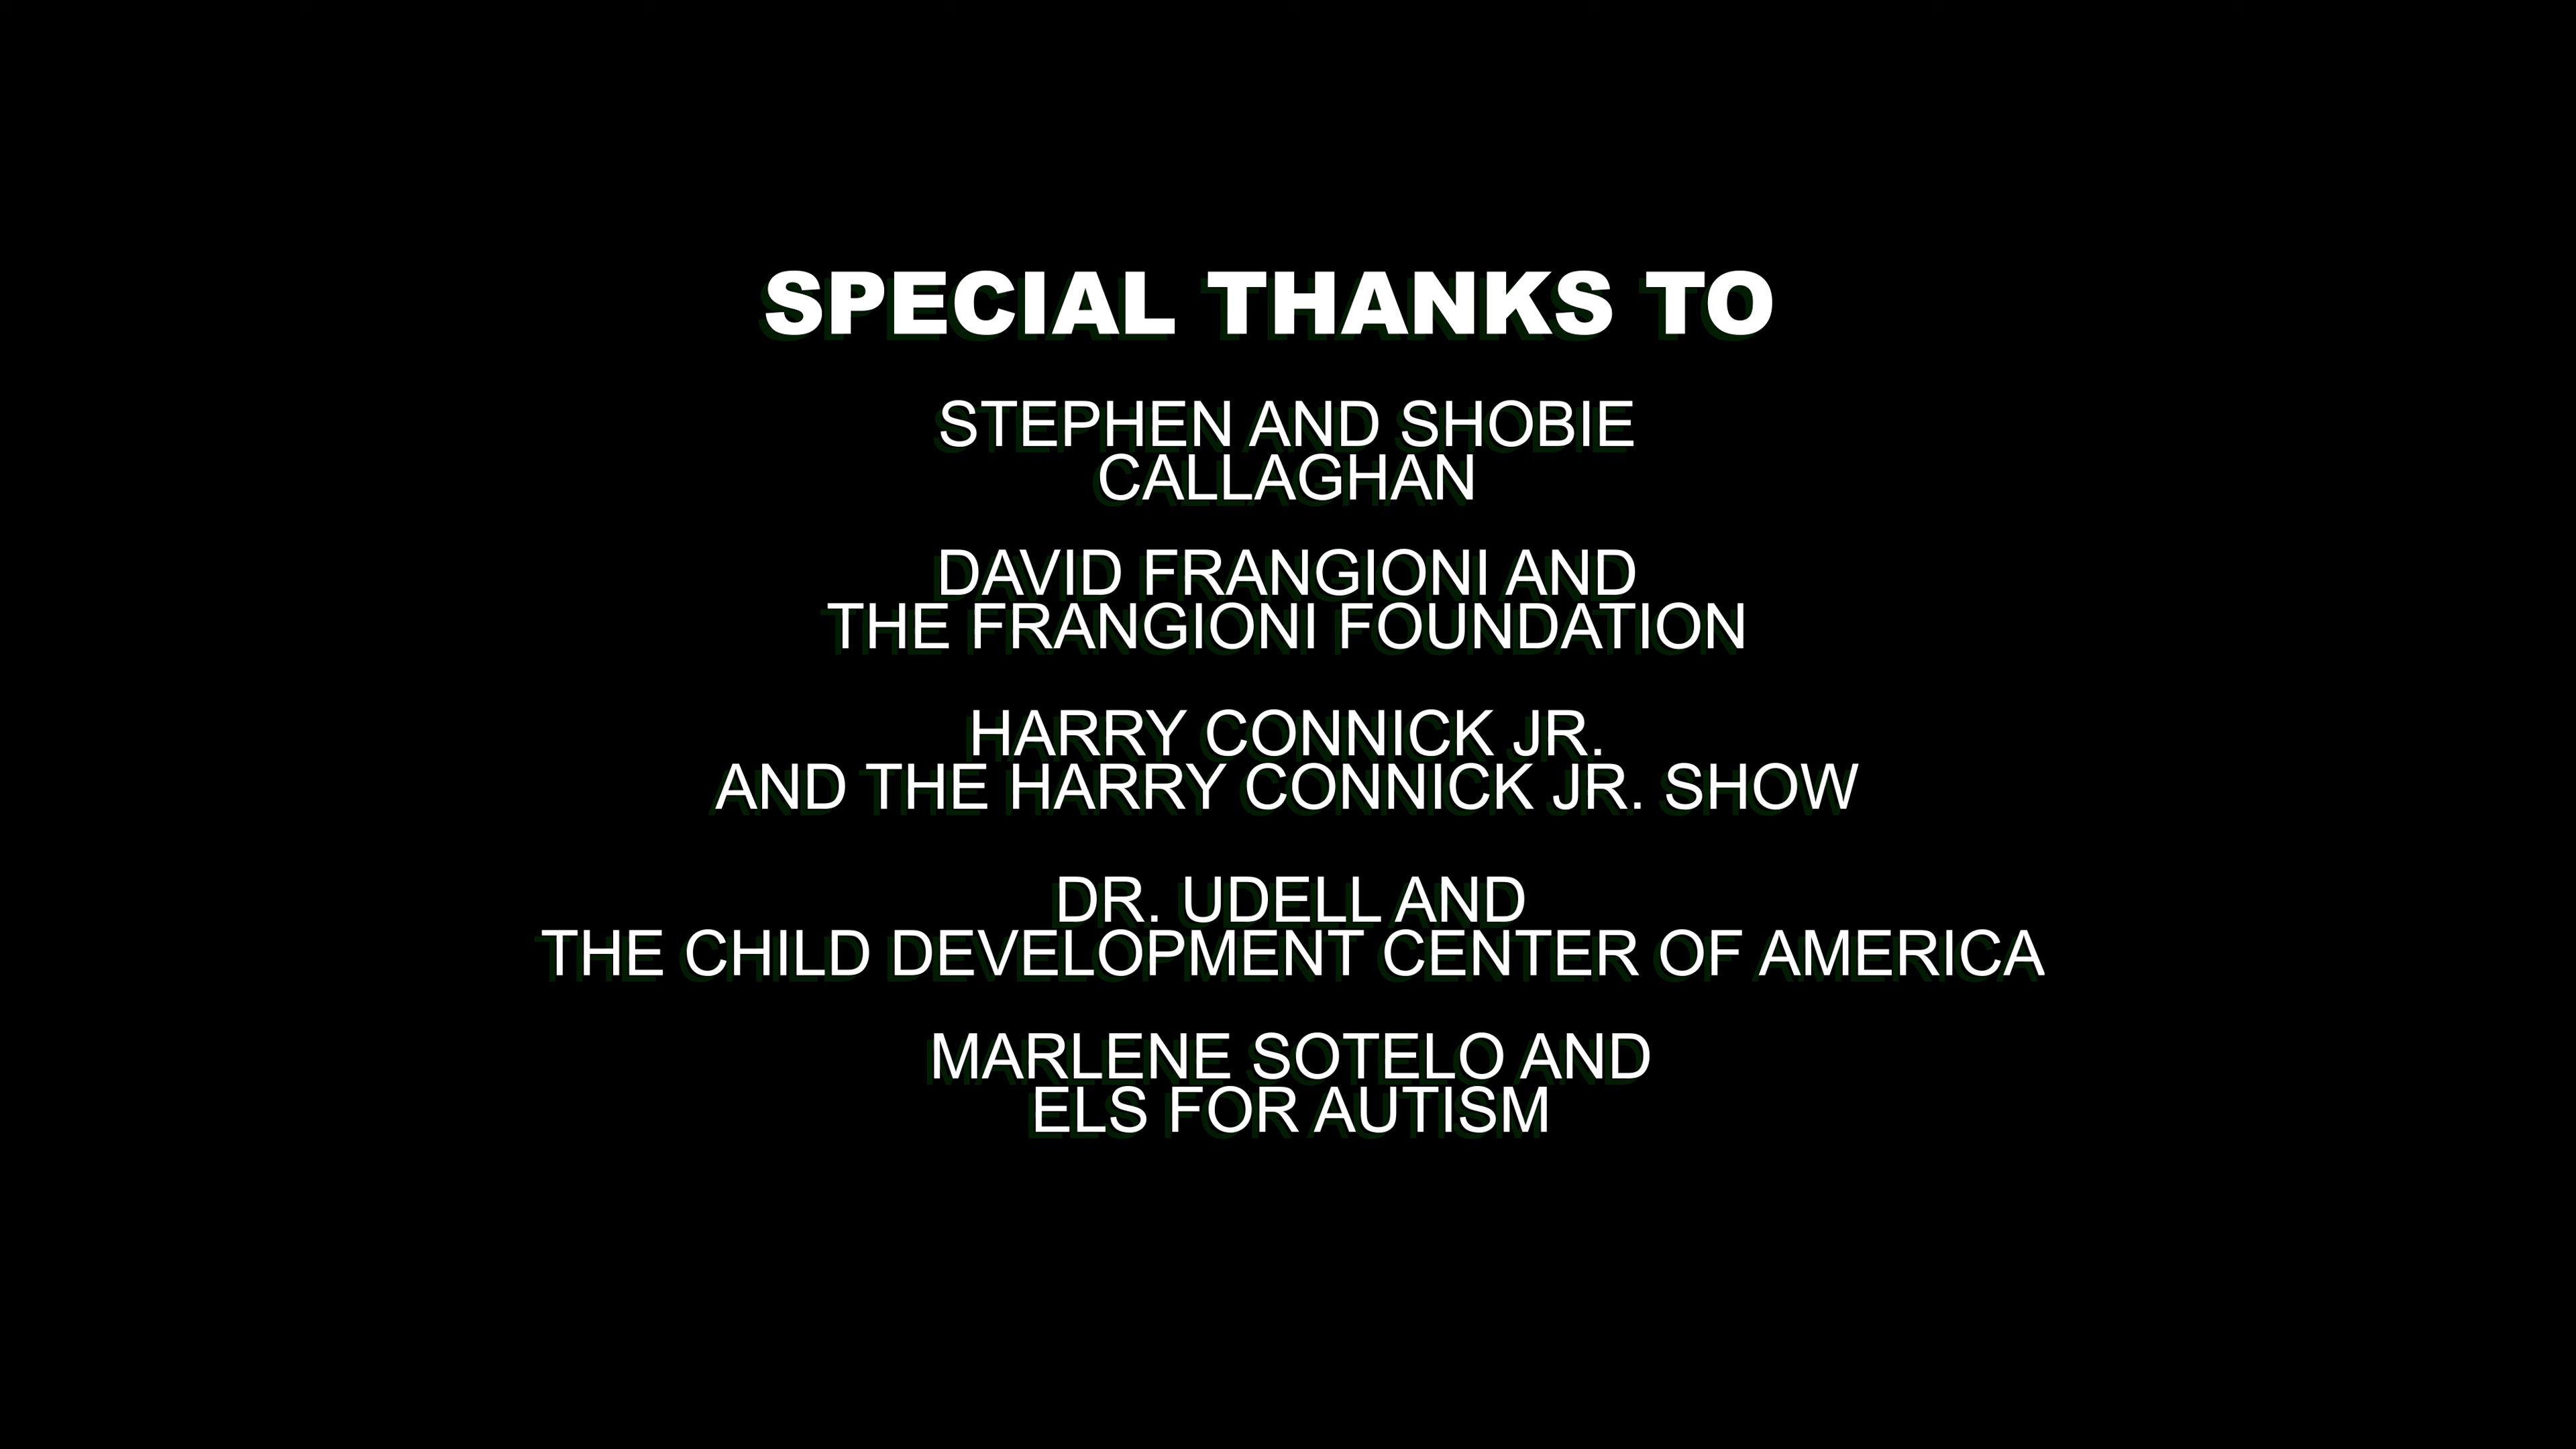 SPECIAL THANKS TO
STEPHEN AND SHOBIE
CALLAGHAN
DAVID FRANGIONI AND
THE FRANGIONI FOUNDATION
HARRY CONNICK JR.
AND THE HARRY CONNICK JR. SHOW
DR. UDELL AND
THE CHILD DEVELOPMENT CENTER OF AMERICA
MARLENE SOTELO AND
ELS FOR AUTISM